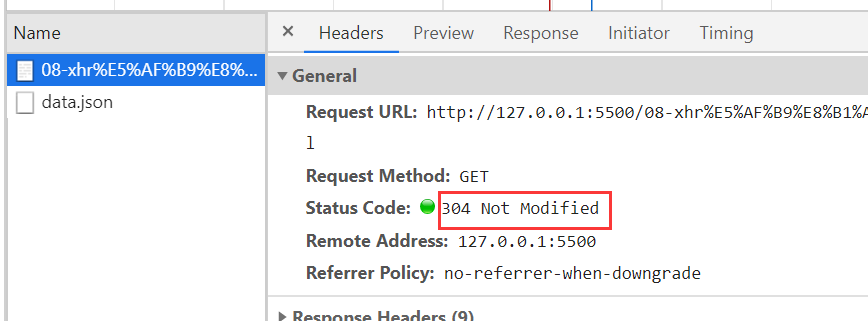 Name
Headers Preview Response Initiator Timing
08-xhr%E5%AF%B9%E8%...
General
data.json
Request URL: http://127.0.0.1:5500/08-xhr%E5%AF%B9%E8%B1%A
l
Request Method: GET
Status Code: 304 Not Modified
Remote Address: 127.0.0.1:5500
Referrer Policy: no-referrer-when-downgrade
Response Headers (9)